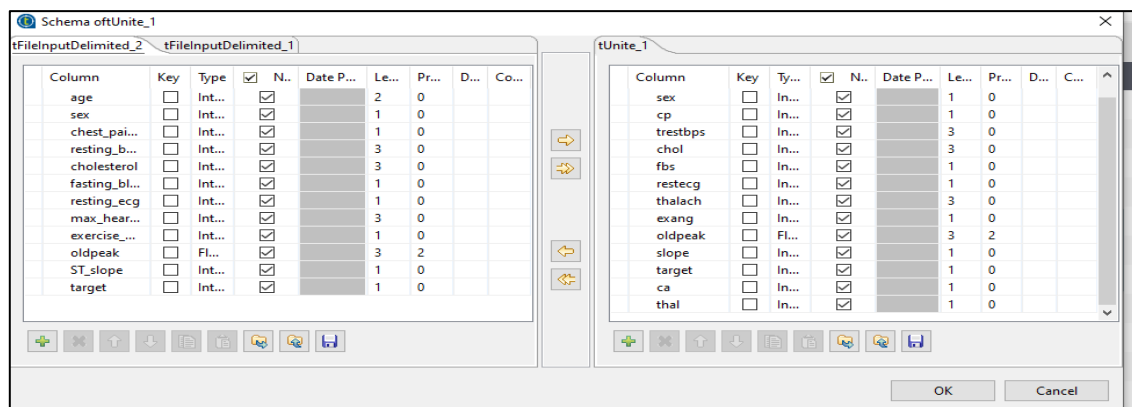 Schema oftUnite_1
tFileInputDelimited_2 tFileInputDelimited_1
Column Key Type N.. Date P... Le... Pr... D... Co...
age Int... 2 0
sex Int... 1 0
chest_pai... Int... 1 0
resting_b... Int... 3 0
cholesterol Int... 3 0
fasting_bl... Int... 1 0
resting_ecg Int... 1 0
max_hear... Int... 3 0
exercise_... Int... 1 0
oldpeak Fl... 3 2
ST_slope Int... 1 0
target Int... 1 0
tUnite_1
Column Key Ty... N.. Date P... Le... Pr... D... C...
sex In... 1 0
cp In... 1 0
trestbps In... 3 0
chol In... 3 0
fbs In... 1 0
restecg In... 1 0
thalach In... 3 0
exang In... 1 0
oldpeak Fl... 3 2
slope In... 1 0
target In... 1 0
ca In... 1 0
thal In... 1 0
OK Cancel